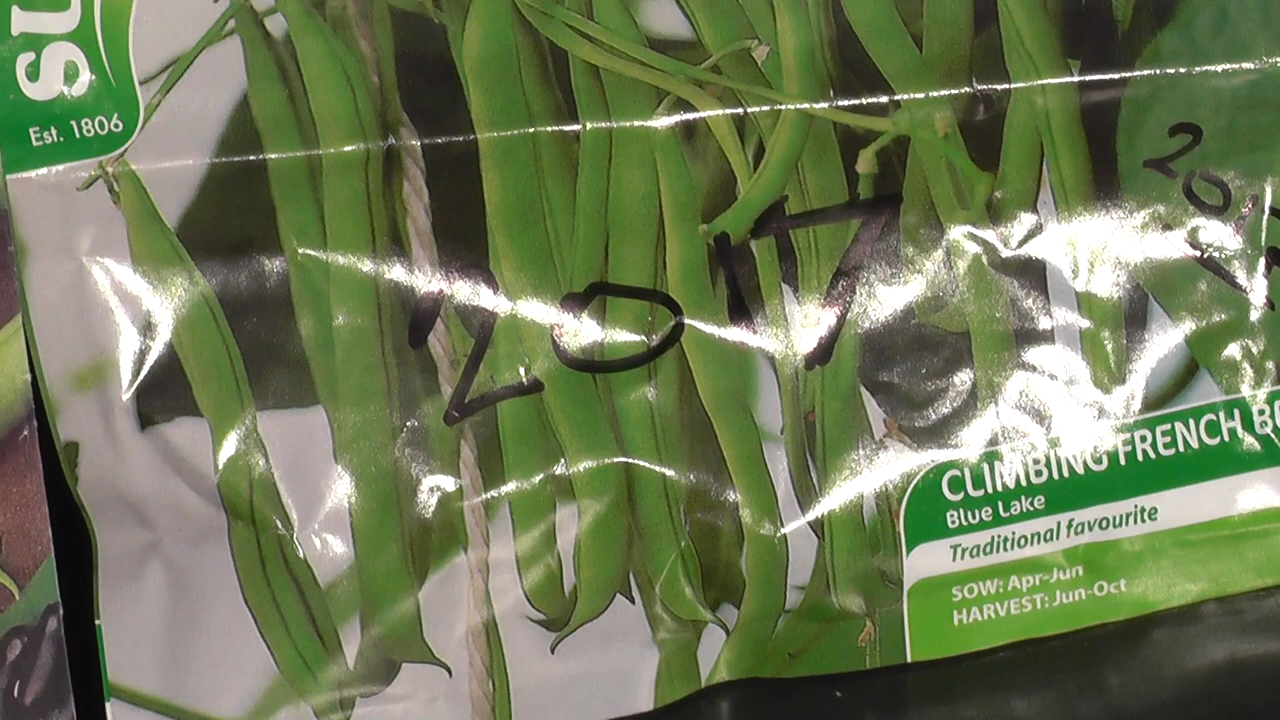 SU
Est. 1806
2017
CLIMBING FRENCH
Blue Lake
Traditional favourite
SOW: Apr-Jun
HARVEST: Jun-Oct